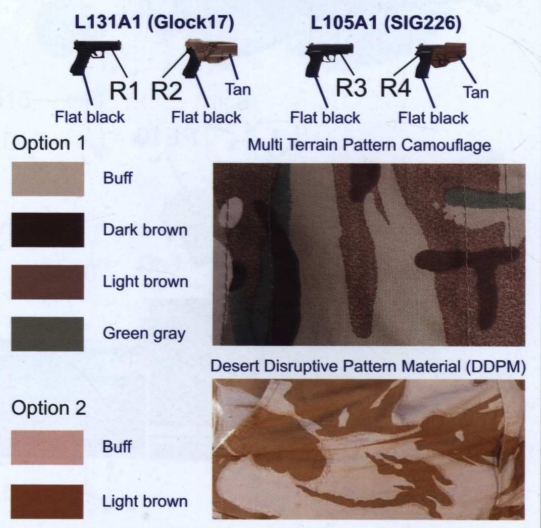 L131A1 (Glock17)
L105A1 (SIG226)
R1 R2
Tan
R3 R4
Tan
Flat black
Flat black
Flat black
Flat black
Option 1
Multi Terrain Pattern Camouflage
Buff
Dark brown
Light brown
Green gray
Desert Disruptive Pattern Material (DDPM)
Option 2
Buff
Light brown